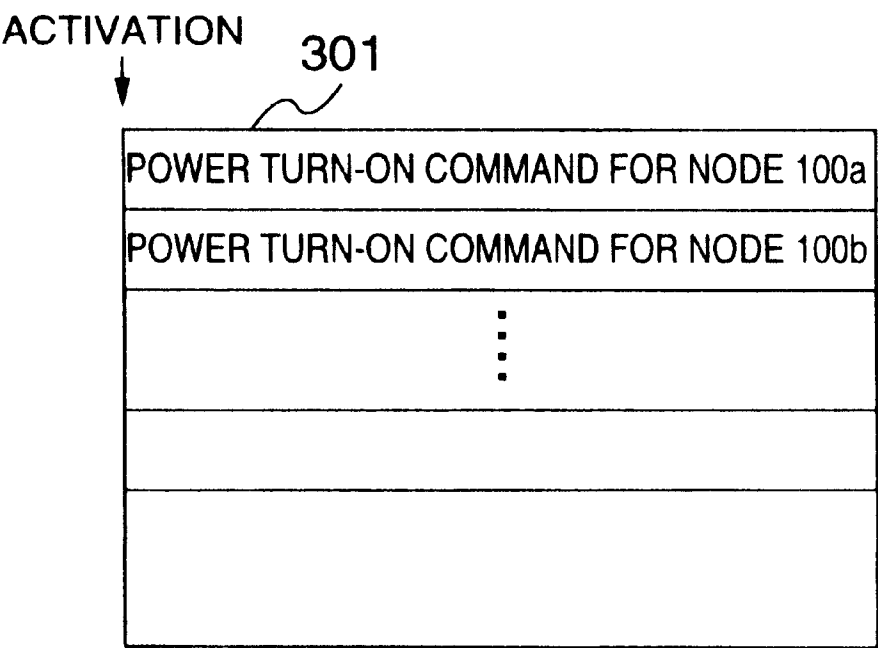 ACTIVATION
301
POWER TURN-ON COMMAND FOR NODE 100a
POWER TURN-ON COMMAND FOR NODE 100b